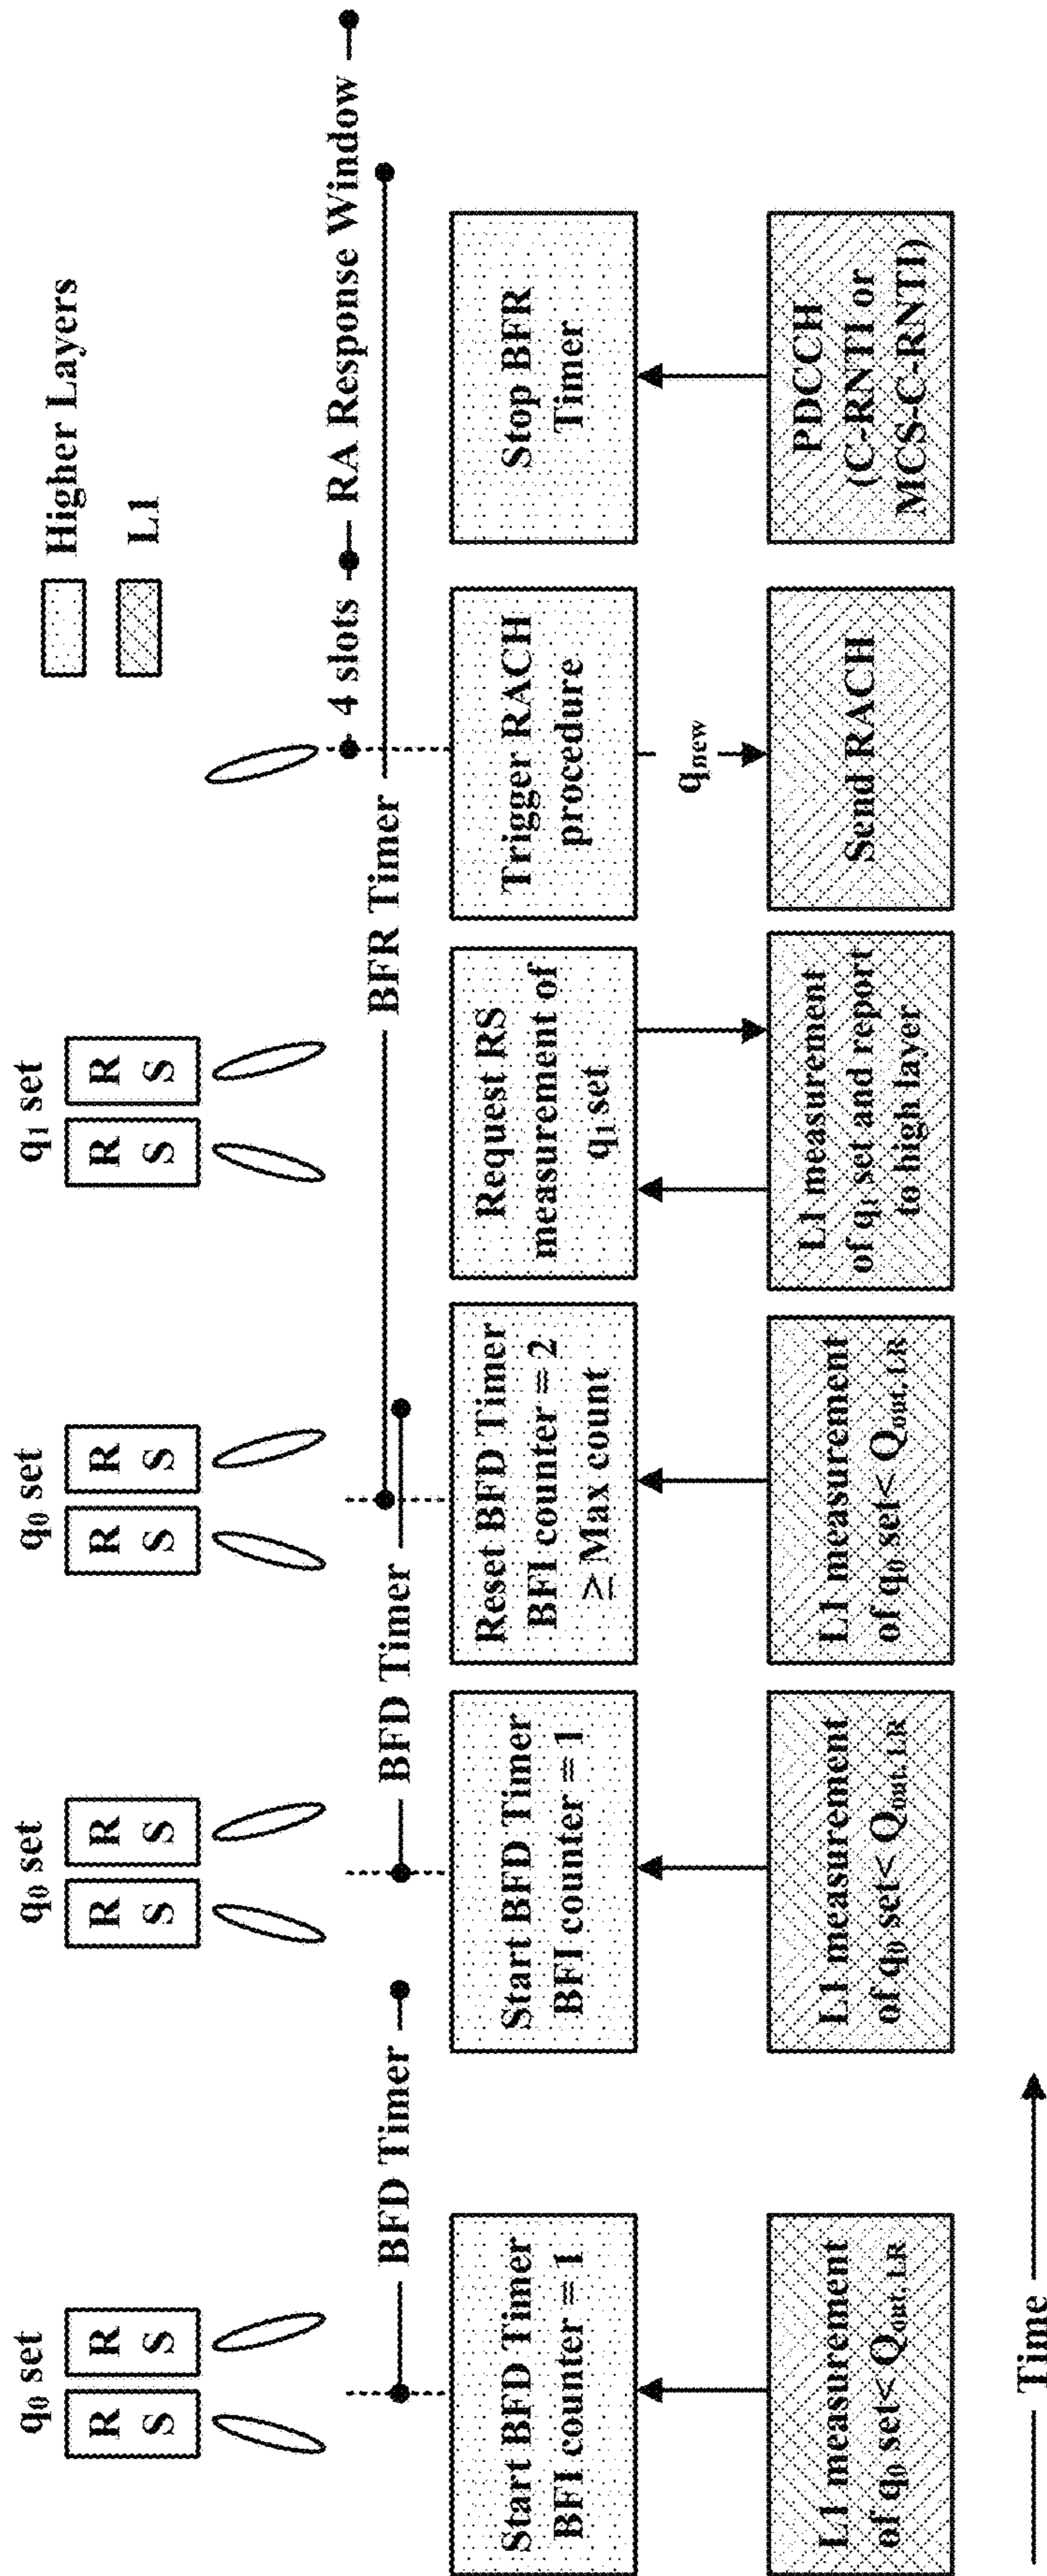 Higher Layers
L1
q0 set
R S
R S
q0 set
R S
R S
q0 set
R S
R S
q1 set
R S
R S
4 slots
RA Response Window
BFD Timer
BFD Timer
BFR Timer
Start BFD Timer
BFI counter = 1
Start BFD Timer
BFI counter = 1
Reset BFD Timer
BFI counter = 2
≥Max count
Request RS
measurement of
q1 set
Trigger RACH
procedure
Stop BFR
Timer
qnew
L1 measurement
of q0 set< Qout, LR
L1 measurement
of q0 set< Qout, LR
L1 measurement
of q0 set< Qout, LR
L1 measurement
of q1 set and report
to high layer
Send RACH
PDCCH
(C-RNTI or
MCS-C-RNTI)
Time